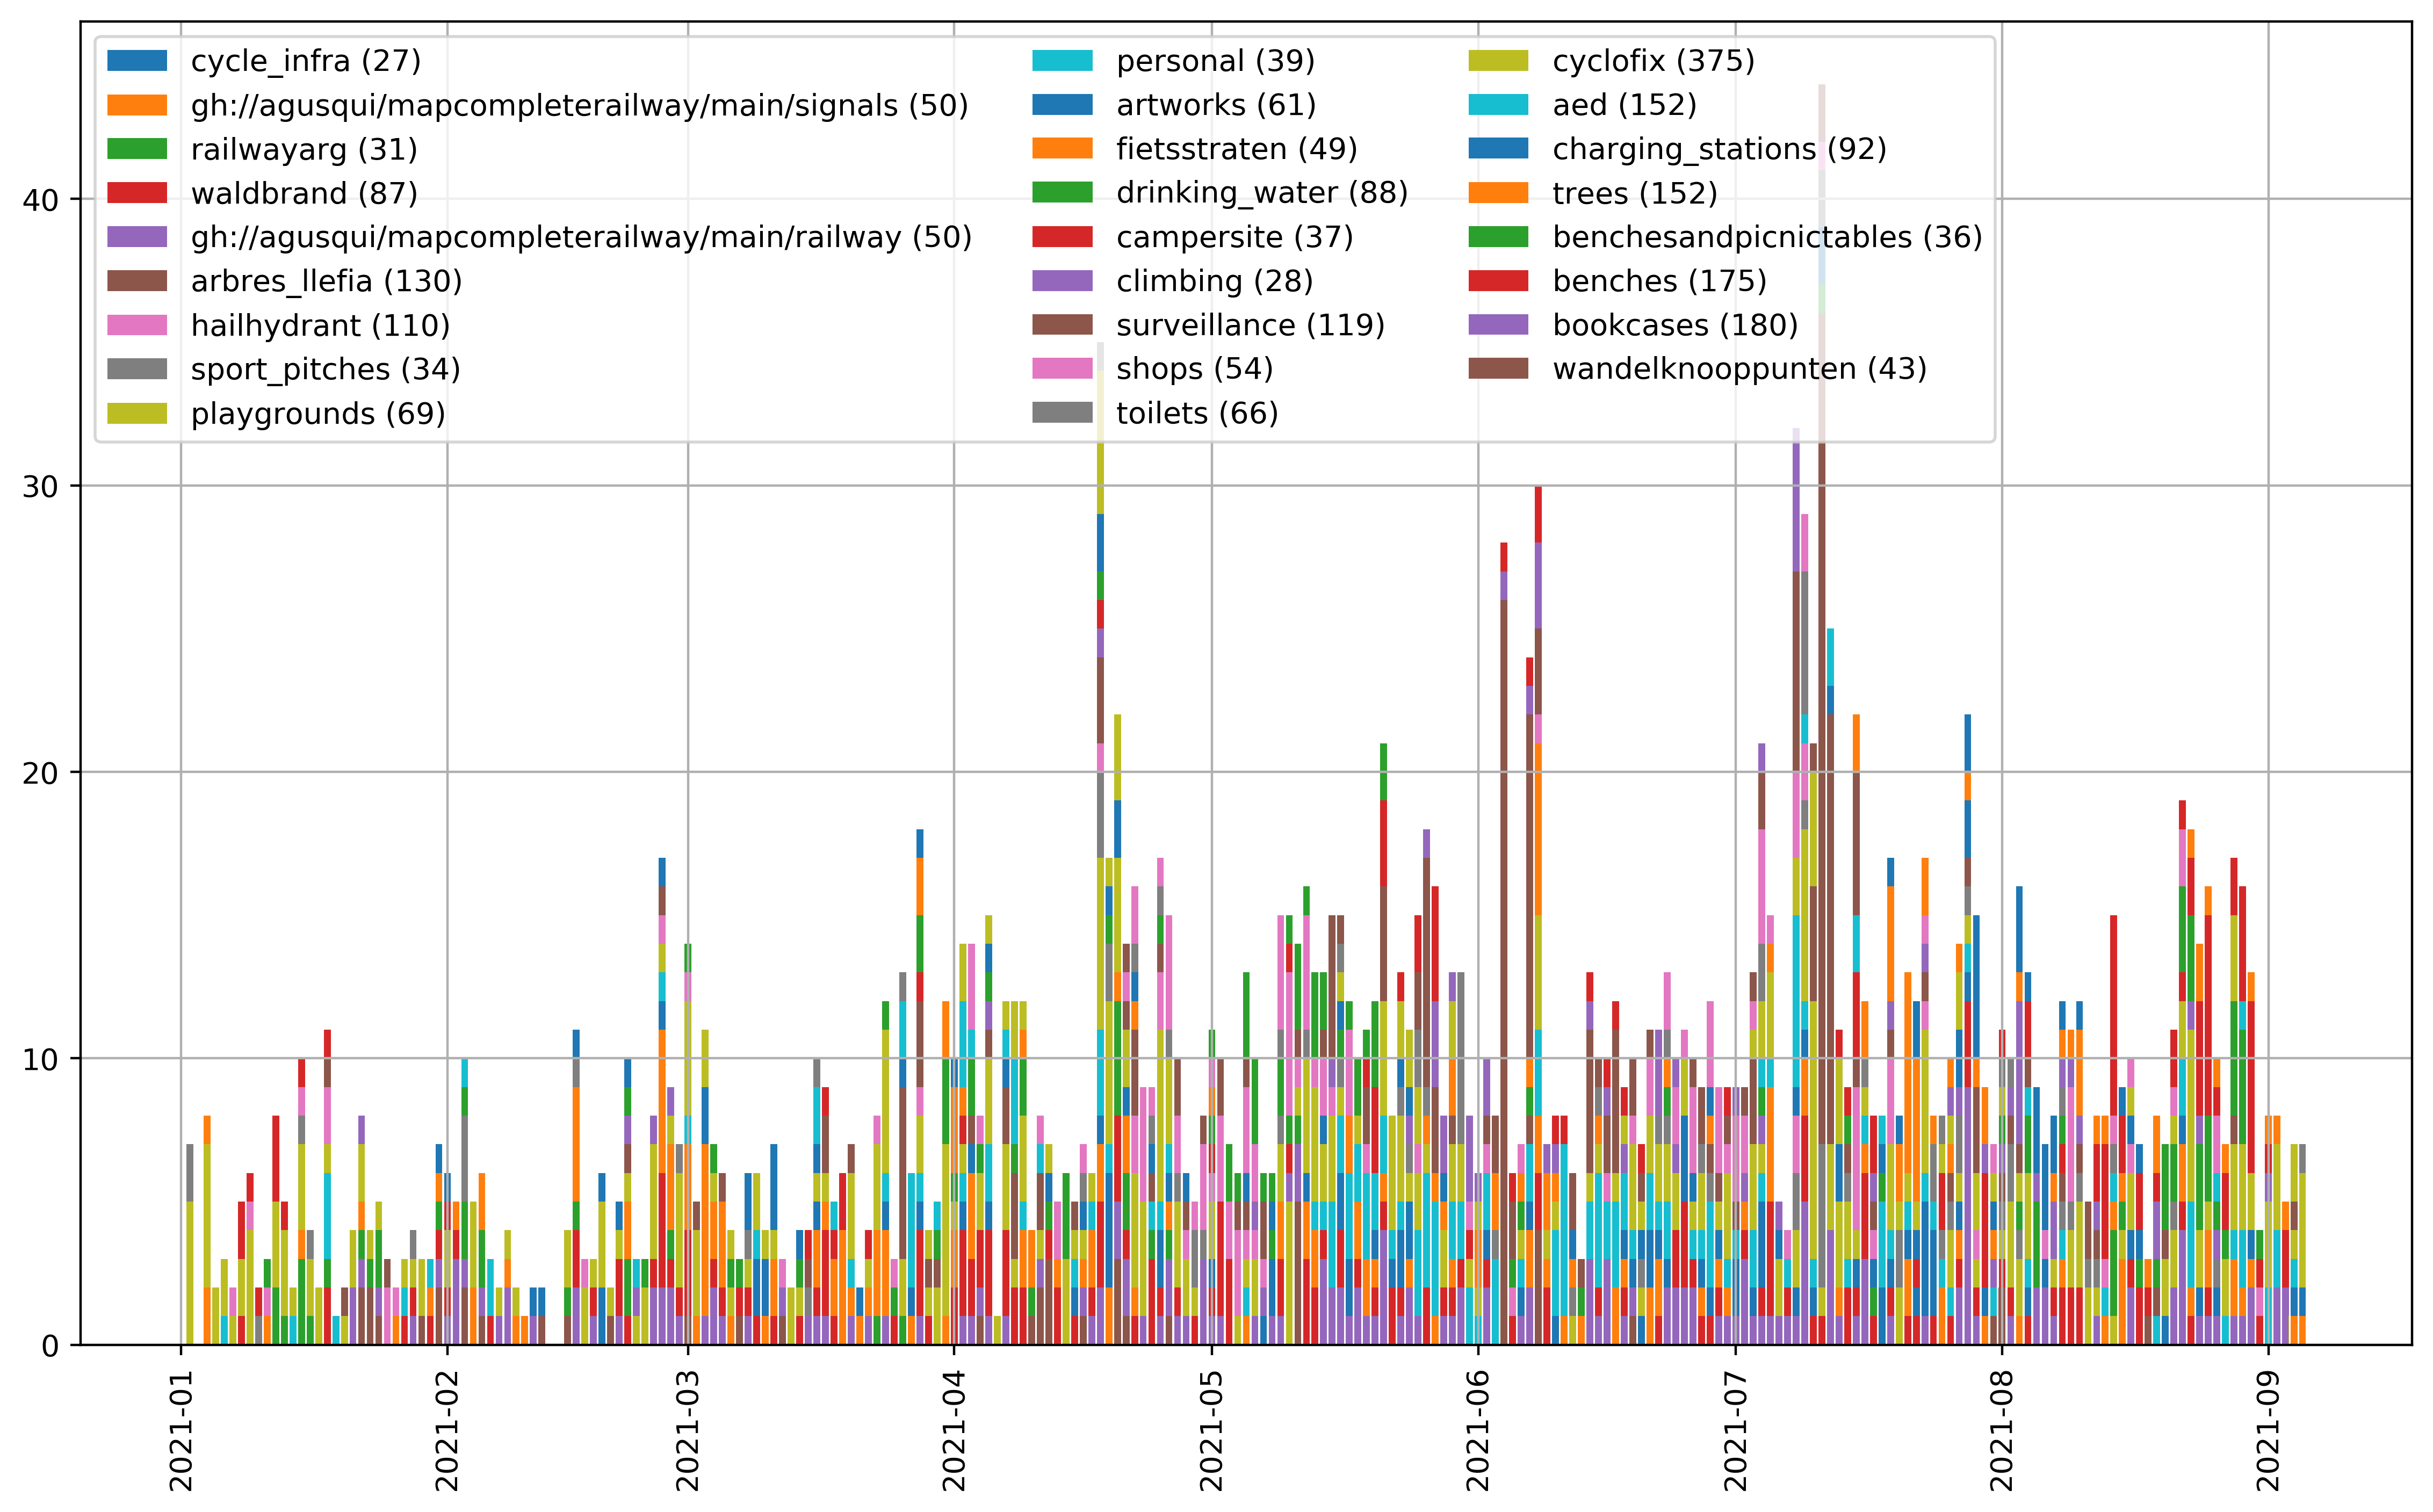 cycle_infra (27)
gh://agusqui/mapcompleterailway/main/signals (50)
railwayarg (31)
waldbrand (87)
gh://agusqui/mapcompleterailway/main/railway (50)
arbres_llefia (130)
hailhydrant (110)
sport_pitches (34)
playgrounds (69)
personal (39)
artworks (61)
fietsstraten (49)
drinking_water (88)
campersite (37)
climbing (28)
surveillance (119)
shops (54)
toilets (66)
cyclofix (375)
aed (152)
charging_stations (92)
trees (152)
benchesandpicnictables (36)
benches (175)
bookcases (180)
wandelknooppunten (43)
40
30
20
10
0
2021-01
2021-02
2021-03
2021-04
2021-05
2021-06
2021-07
2021-08
2021-09